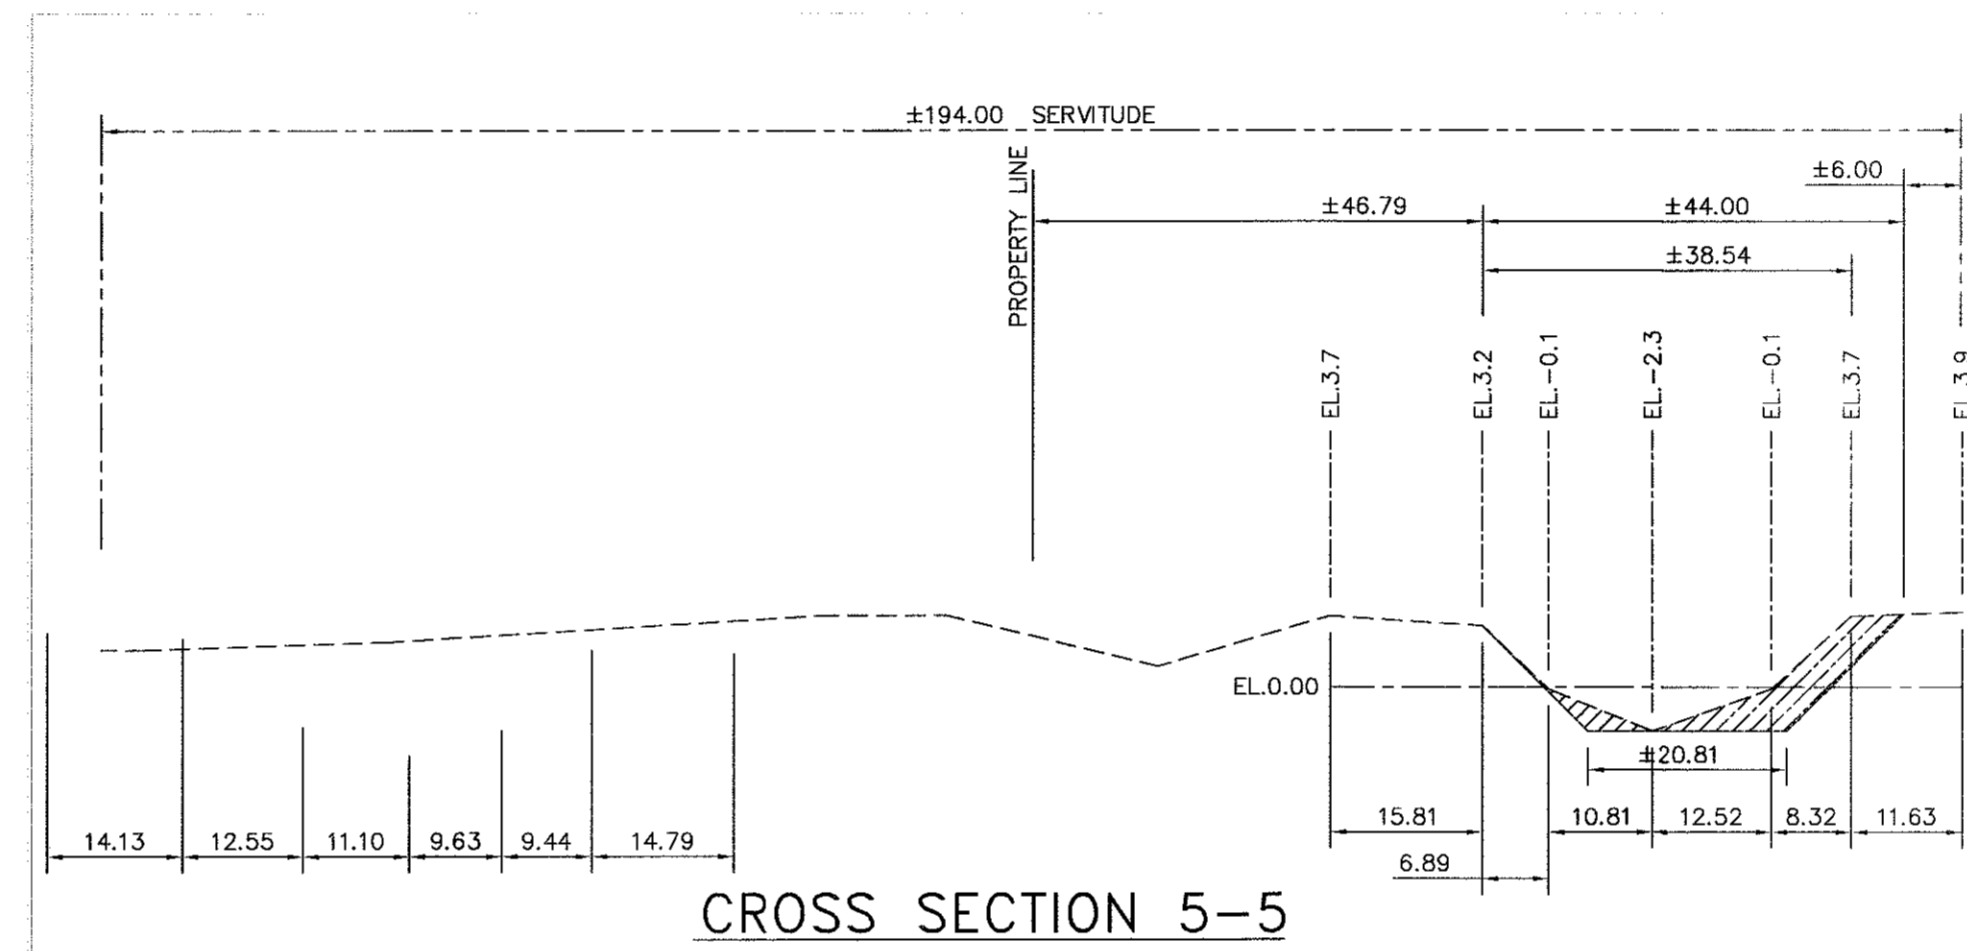 ±194.00 SERVITUDE
PROPERTY LINE
±6.00
±46.79
±44.00
±38.54
EL.3.7
EL.3.2
EL.-0.1
EL.-2.3
EL.-0.1
EL.3.7
EL.3.9
EL.0.00
±20.81
14.13
12.55
11.10
9.63
9.44
14.79
15.81
10.81
12.52
8.32
11.63
6.89
CROSS SECTION 5-5